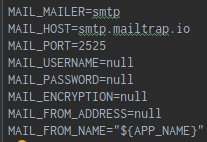 MAIL_MAILER=smtp
MAIL_HOST=smtp.mailtrap.io
MAIL_PORT=2525
MAIL_USERNAME=null
MAIL_PASSWORD=null
MAIL_ENCRYPTION=null
MAIL_FROM_ADDRESS=null
MAIL_FROM_NAME="${APP_NAME}"